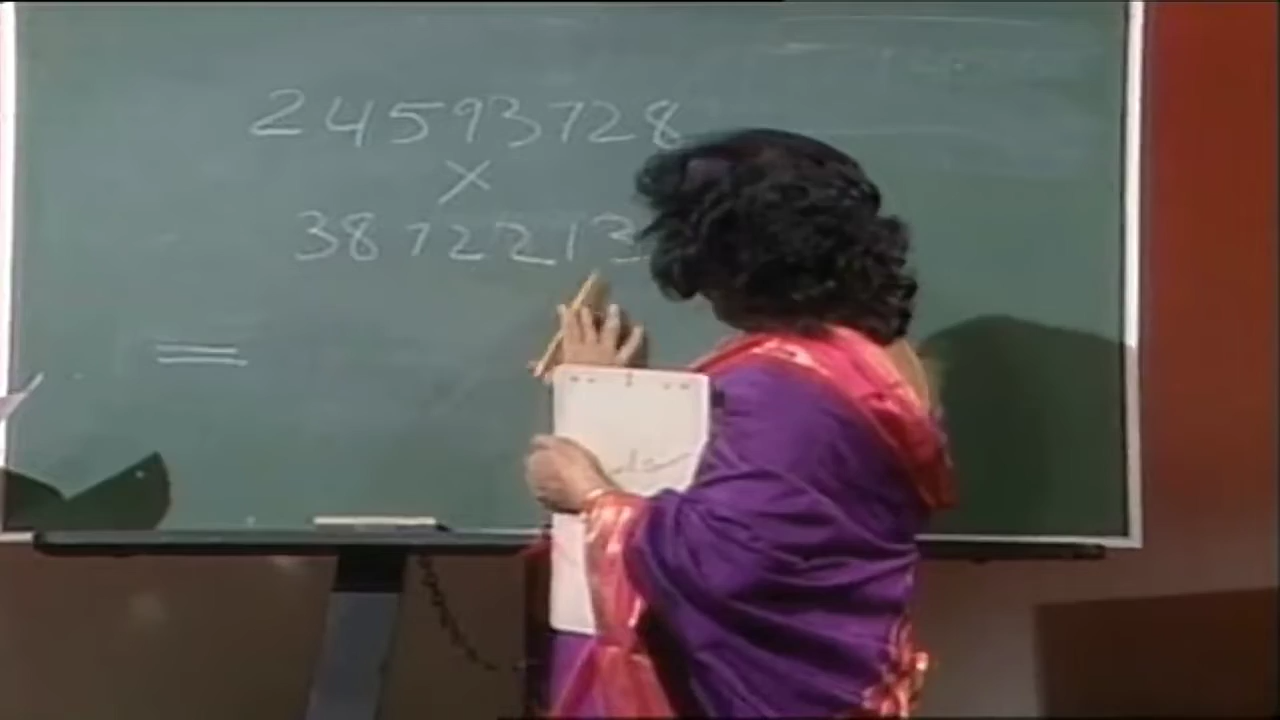 24593728
×
3872213
=